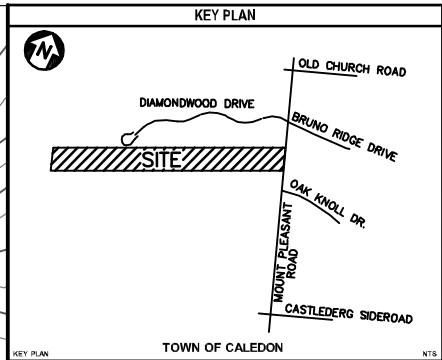 KEY PLAN
N
OLD CHURCH ROAD
DIAMONDWOOD DRIVE
BRUNO RIDGE DRIVE
SITE
OAK KNOLL DR.
MOUNT PLEASANT
ROAD
CASTLEDERG SIDEROAD
TOWN OF CALEDON
KEY PLAN
NTS